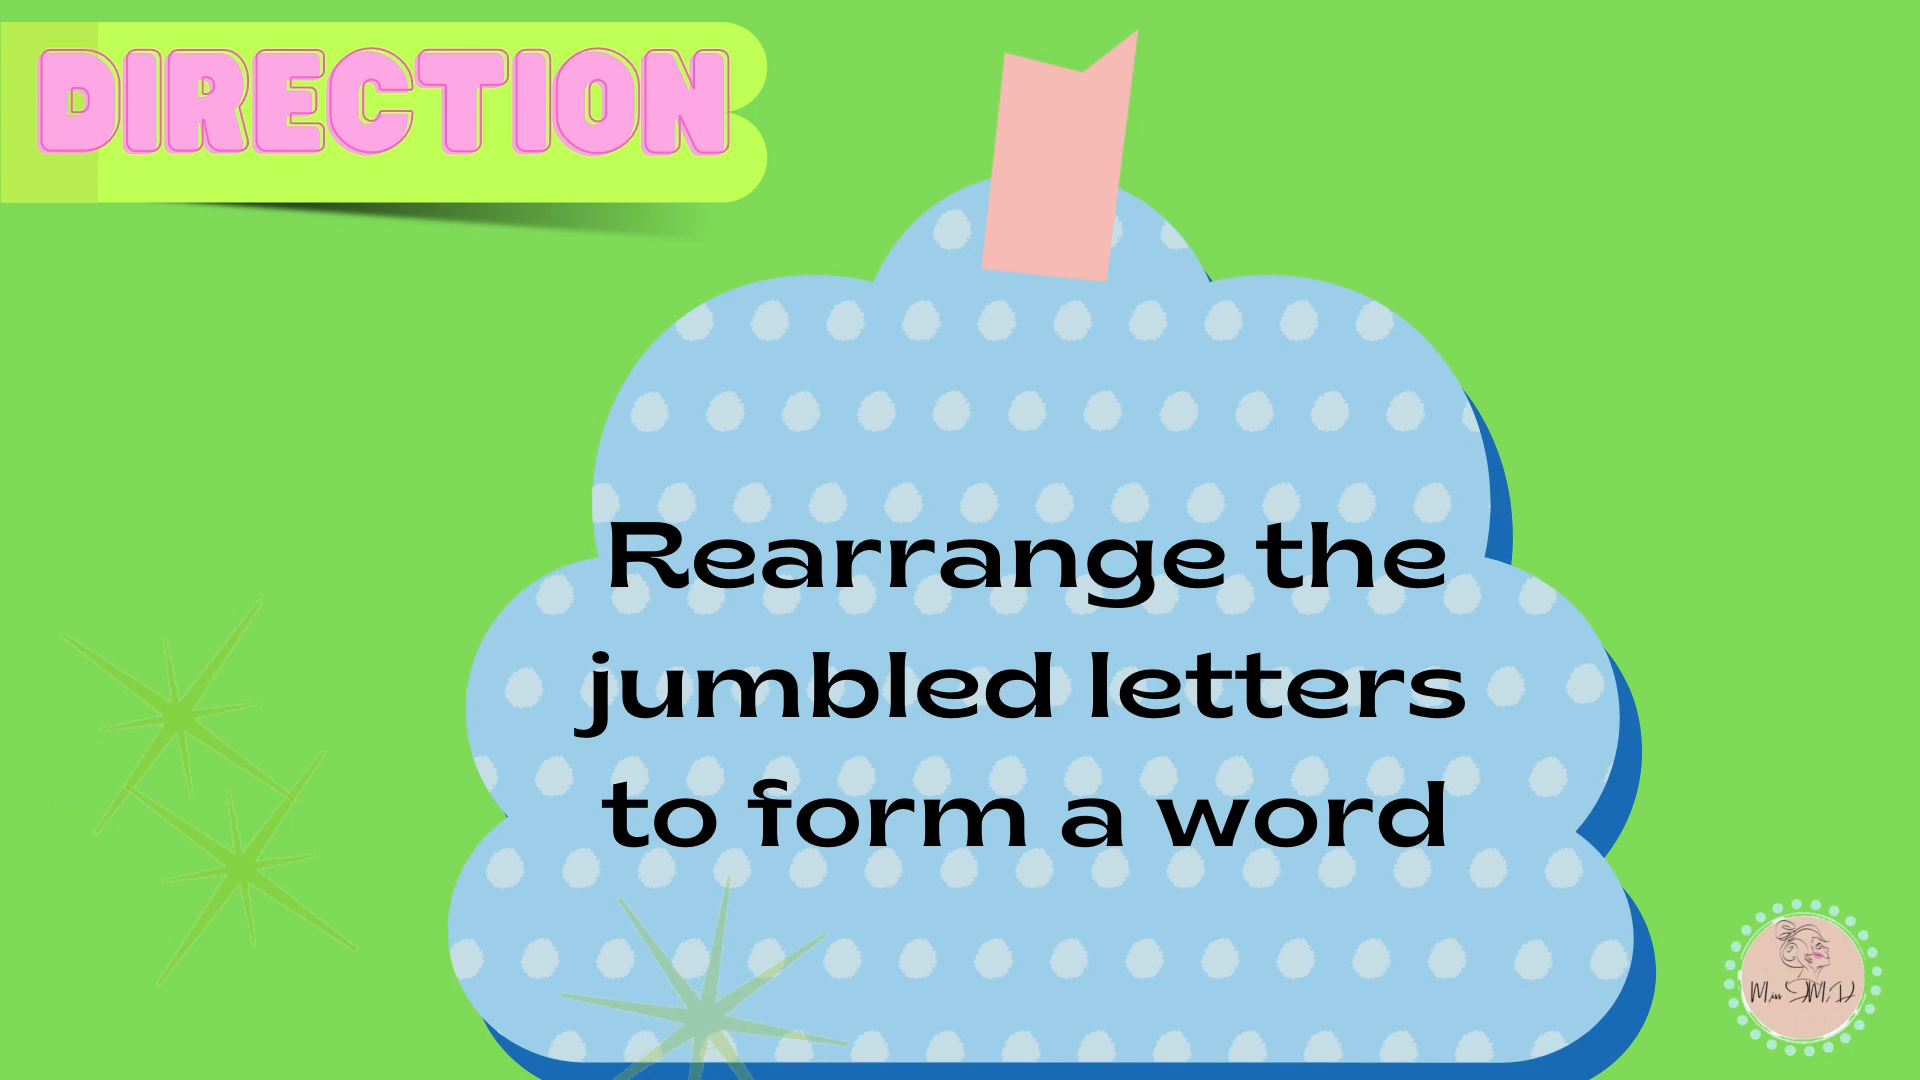 DIRECTION
Rearrange the
jumbled letters
to form a word